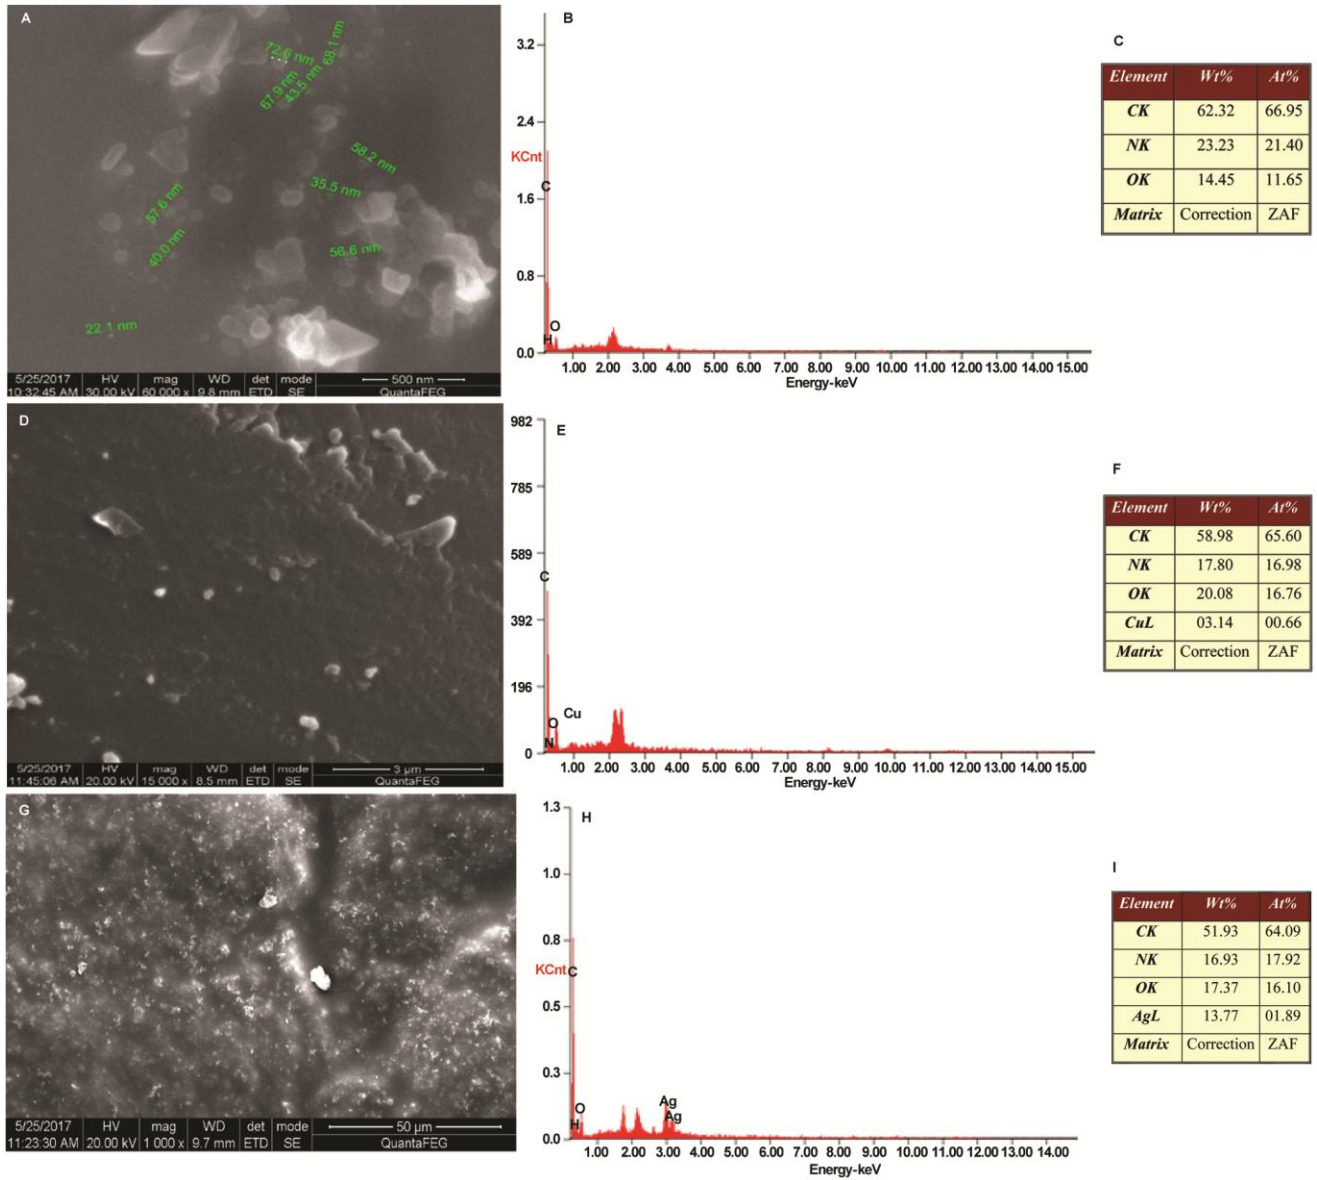 A
72.6 nm
68.1 nm
67.9 nm
43.5 nm
58.2 nm
35.5 nm
57.6 nm
40.0 nm
56.6 nm
22.1 nm
5/25/2017 HV mag WD det mode 500 nm
10:32:45 AM 30.00 kV 60 000 x 9.8 mm ETD SE QuantaFEG
B
3.2
2.4
KCnt
C
1.6
0.8
O
H
0.0
1.00 2.00 3.00 4.00 5.00 6.00 7.00 8.00 9.00 10.00 11.00 12.00 13.00 14.00 15.00
Energy-keV
C
Element Wt% At%
CK 62.32 66.95
NK 23.23 21.40
OK 14.45 11.65
Matrix Correction ZAF
D
5/25/2017 HV mag WD det mode 3 µm
11:45:06 AM 20.00 kV 15 000 x 8.5 mm ETD SE QuantaFEG
982
E
785
589
C
392
196
Cu
O
N
0
1.00 2.00 3.00 4.00 5.00 6.00 7.00 8.00 9.00 10.00 11.00 12.00 13.00 14.00 15.00
Energy-keV
F
Element Wt% At%
CK 58.98 65.60
NK 17.80 16.98
OK 20.08 16.76
CuL 03.14 00.66
Matrix Correction ZAF
G
5/25/2017 HV mag WD det mode 50 µm
11:23:30 AM 20.00 kV 1 000 x 9.7 mm ETD SE QuantaFEG
1.3
H
1.0
0.8
KCnt C
0.5
0.3
Ag
O
Ag
H
0.0
1.00 2.00 3.00 4.00 5.00 6.00 7.00 8.00 9.00 10.00 11.00 12.00 13.00 14.00
Energy-keV
I
Element Wt% At%
CK 51.93 64.09
NK 16.93 17.92
OK 17.37 16.10
AgL 13.77 01.89
Matrix Correction ZAF